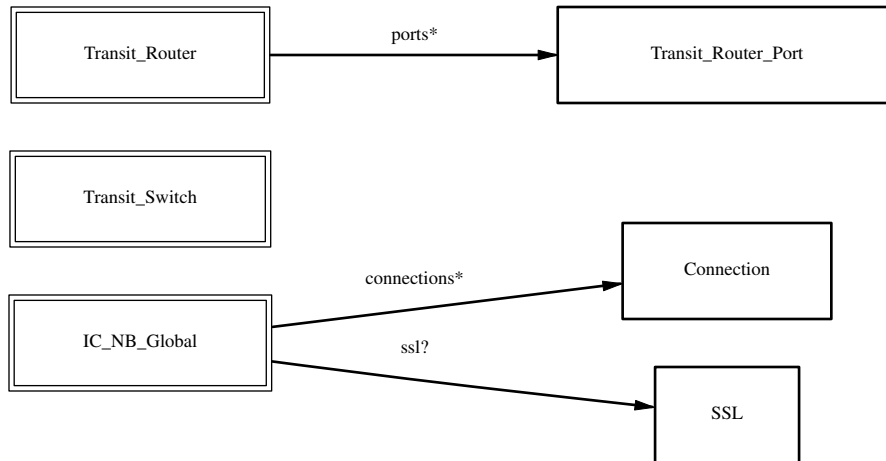 Transit_Router
ports*
Transit_Router_Port
Transit_Switch
connections*
Connection
IC_NB_Global
ssl?
SSL